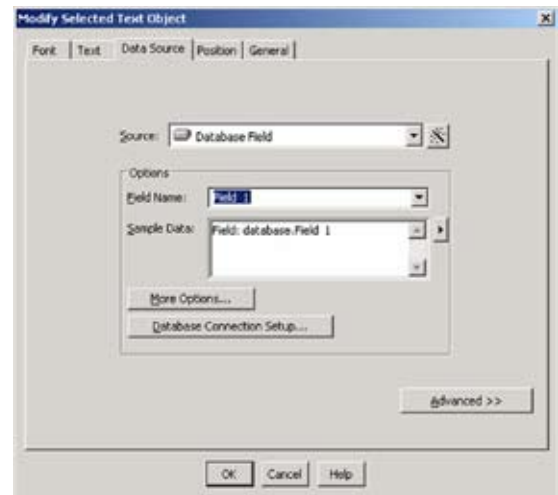 Modify Selected Text Object
Font Text Data Source Position General
Source: Database Field
Options
Field Name: Field 1
Sample Data: Field: database.Field 1
More Options...
Database Connection Setup...
Advanced >>
OK Cancel Help